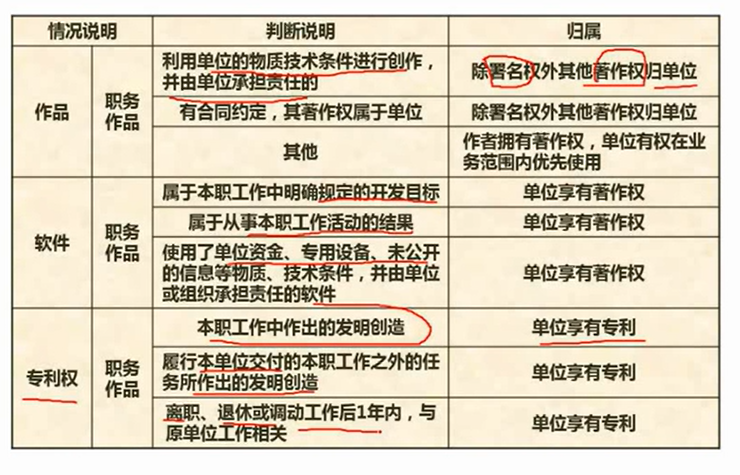 情况说明 判断说明 归属
作品 职务作品
利用单位的物质技术条件进行创作，
并由单位承担责任的
除署名权外其他著作权归单位
有合同约定，其著作权属于单位 除署名权外其他著作权归单位
其他
作者拥有著作权，单位有权在业
务范围内优先使用
软件 职务作品
属于本职工作中明确规定的开发目标 单位享有著作权
属于从事本职工作活动的结果 单位享有著作权
使用了单位资金、专用设备、未公开
的信息等物质、技术条件，并由单位
或组织承担责任的软件
单位享有著作权
专利权 职务作品
本职工作中作出的发明创造 单位享有专利
履行本单位交付的本职工作之外的任
务所作出的发明创造
单位享有专利
离职、退休或调动工作后1年内，与
原单位工作相关
单位享有专利